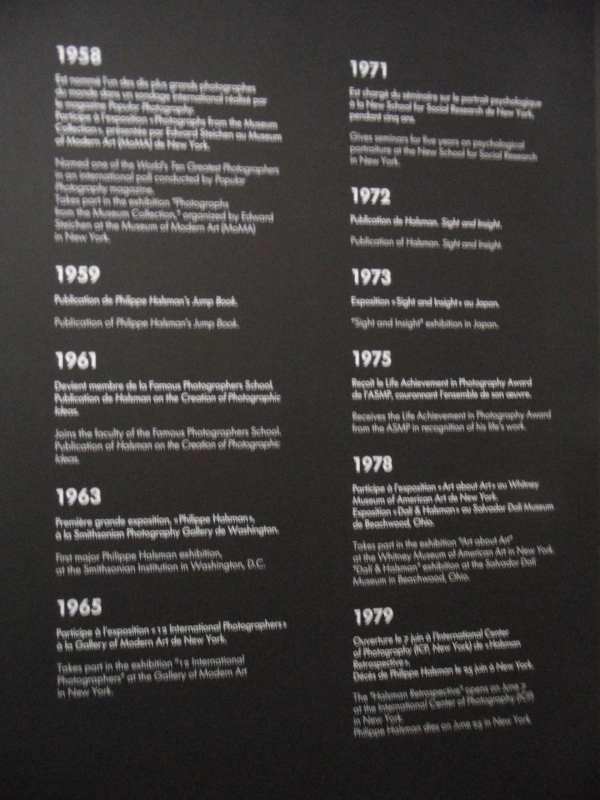 1958
Est nommé l'un des dix plus grands photographes
du monde dans un sondage international réalisé par
le magazine Popular Photography.
Participe à l'exposition « Photographs from the Museum
Collection », présentée par Edward Steichen au Museum
of Modern Art (MoMA) de New York.
Named one of the World's Ten Greatest Photographers
in an international poll conducted by Popular
Photography magazine.
Takes part in the exhibition "Photographs
from the Museum Collection," organized by Edward
Steichen at the Museum of Modern Art (MoMA)
in New York.
1959
Publication de Philippe Halsman's Jump Book.
Publication of Philippe Halsman's Jump Book.
1961
Devient membre de la Famous Photographers School.
Publication de Halsman on the Creation of Photographic
Ideas.
Joins the faculty of the Famous Photographers School.
Publication of Halsman on the Creation of Photographic
Ideas.
1963
Première grande exposition, « Philippe Halsman »,
à la Smithsonian Photography Gallery de Washington.
First major Philippe Halsman exhibition,
at the Smithsonian Institution in Washington, D.C.
1965
Participe à l'exposition « 12 International Photographers »
à la Gallery of Modern Art de New York.
Takes part in the exhibition "12 International
Photographers" at the Gallery of Modern Art
in New York.
1971
Est chargé du séminaire sur le portrait psychologique
à la New School for Social Research de New York,
pendant cinq ans.
Gives seminars for five years on psychological
portraiture at the New School for Social Research
in New York.
1972
Publication de Halsman. Sight and Insight.
Publication of Halsman. Sight and Insight.
1973
Exposition « Sight and Insight » au Japon.
"Sight and Insight" exhibition in Japan.
1975
Reçoit le Life Achievement in Photography Award
de l'ASMP, couronnant l'ensemble de son œuvre.
Receives the Life Achievement in Photography Award
from the ASMP in recognition of his life's work.
1978
Participe à l'exposition « Art about Art » au Whitney
Museum of American Art de New York.
Exposition « Dalí & Halsman » au Salvador Dalí Museum
de Beachwood, Ohio.
Takes part in the exhibition "Art about Art"
at the Whitney Museum of American Art in New York.
"Dalí & Halsman" exhibition at the Salvador Dalí
Museum in Beachwood, Ohio.
1979
Ouverture le 7 juin à l'International Center
of Photography (ICP, New York) de « Halsman
Retrospective ».
Décès de Philippe Halsman le 25 juin à New York.
The "Halsman Retrospective" opens on June
at the International Center of Photography (ICP)
in New York.
Philippe Halsman dies on June 25 in New York.